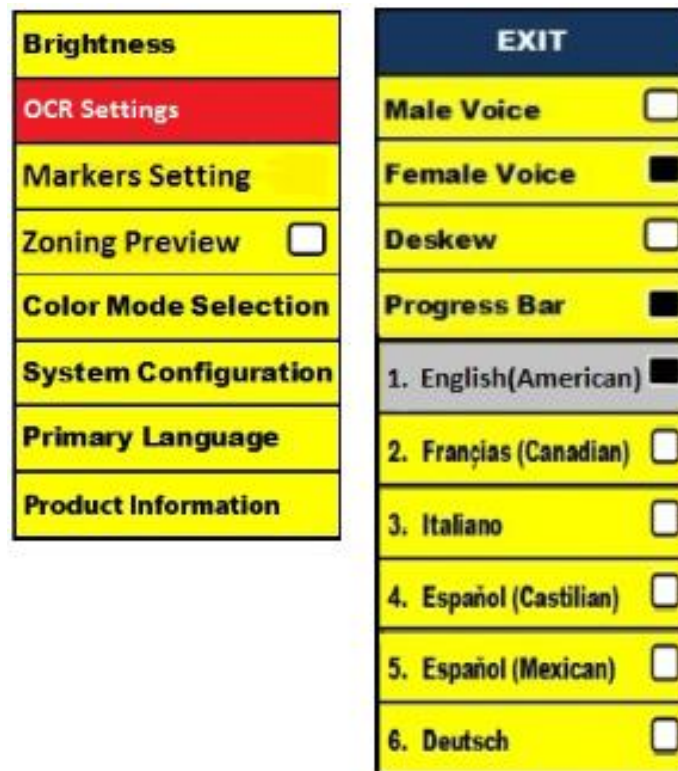 Brightness
OCR Settings
Markers Setting
Zoning Preview
Color Mode Selection
System Configuration
Primary Language
Product Information
EXIT
Male Voice
Female Voice
Deskew
Progress Bar
1. English(American)
2. Françias (Canadian)
3. Italiano
4. Español (Castilian)
5. Español (Mexican)
6. Deutsch